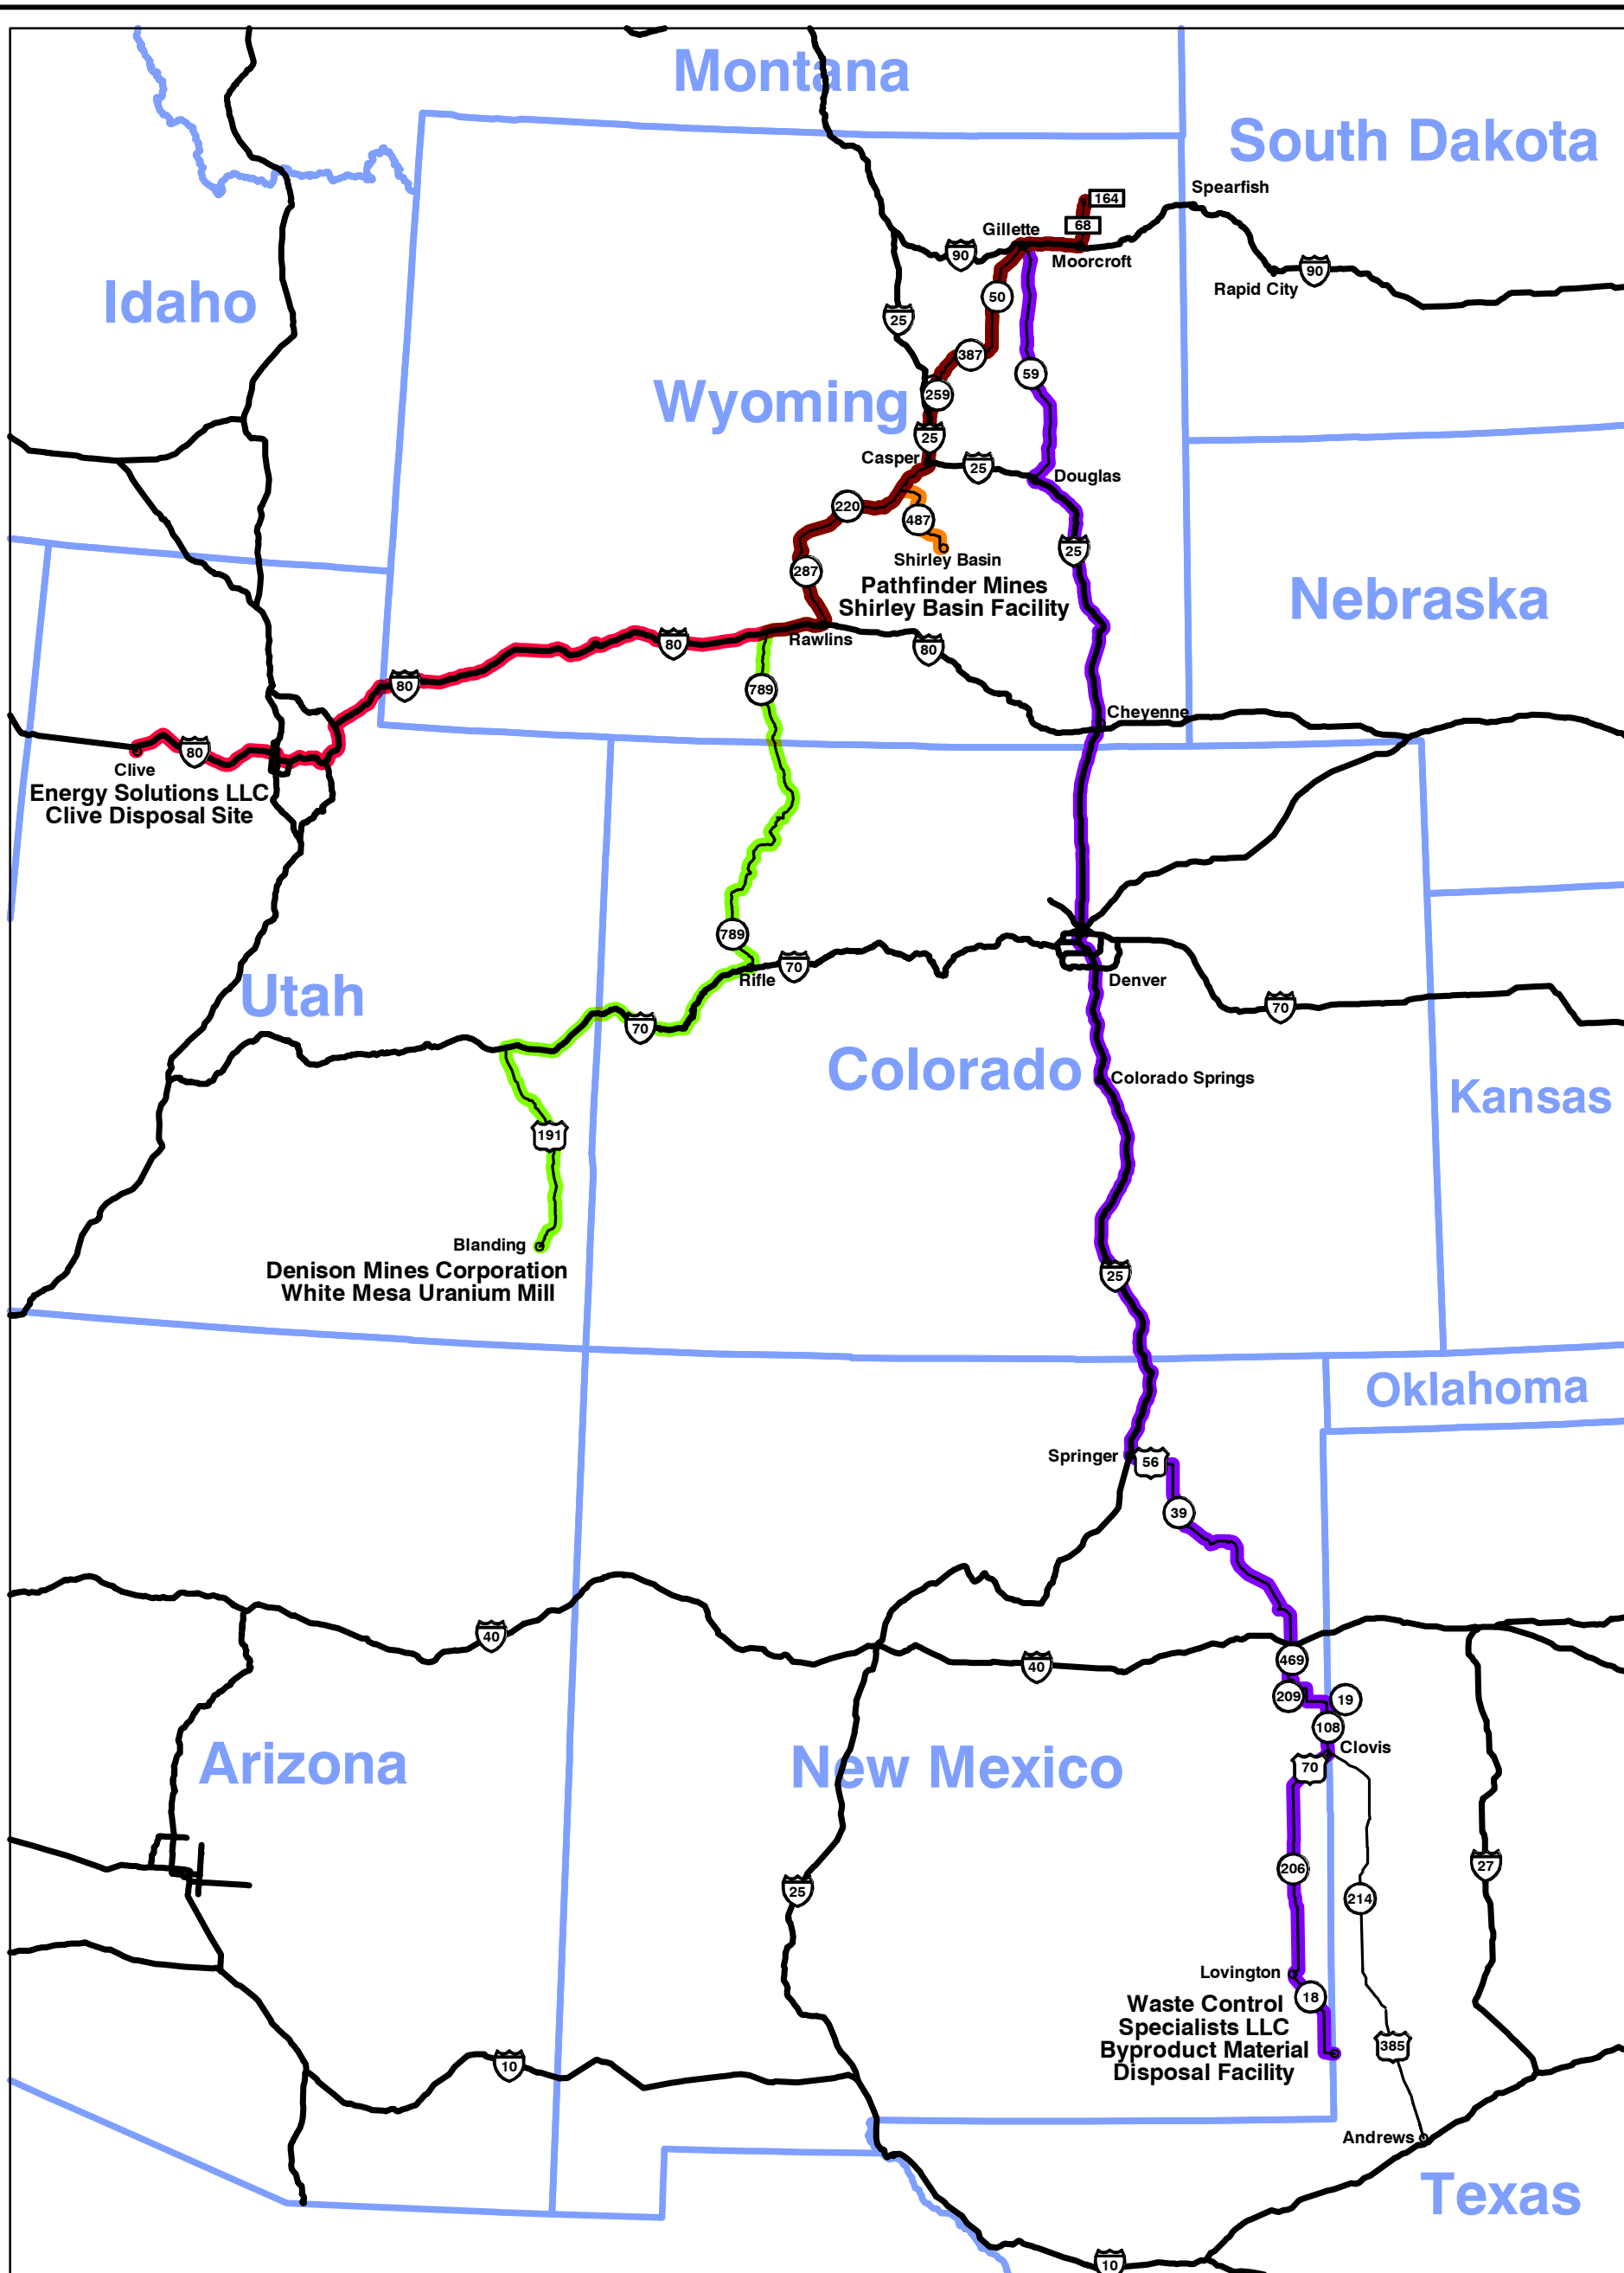 Montana
South Dakota
Spearfish
164
68
Gillette
90
Moorcroft
90
Rapid City
Idaho
50
25
387
59
259
Wyoming
25
Casper
25
Douglas
220
487
25
Shirley Basin
287
Pathfinder Mines
Shirley Basin Facility
Nebraska
80
Rawlins
80
80
789
Cheyenne
80
Clive
Energy Solutions LLC
Clive Disposal Site
789
70
Rifle
Denver
Utah
70
70
Colorado
Colorado Springs
Kansas
191
Blanding
Denison Mines Corporation
White Mesa Uranium Mill
25
Oklahoma
Springer
56
39
40
469
40
209
19
108
Clovis
Arizona
New Mexico
70
206
27
25
214
Lovington
18
Waste Control
Specialists LLC
Byproduct Material
Disposal Facility
385
10
Andrews
Texas
10